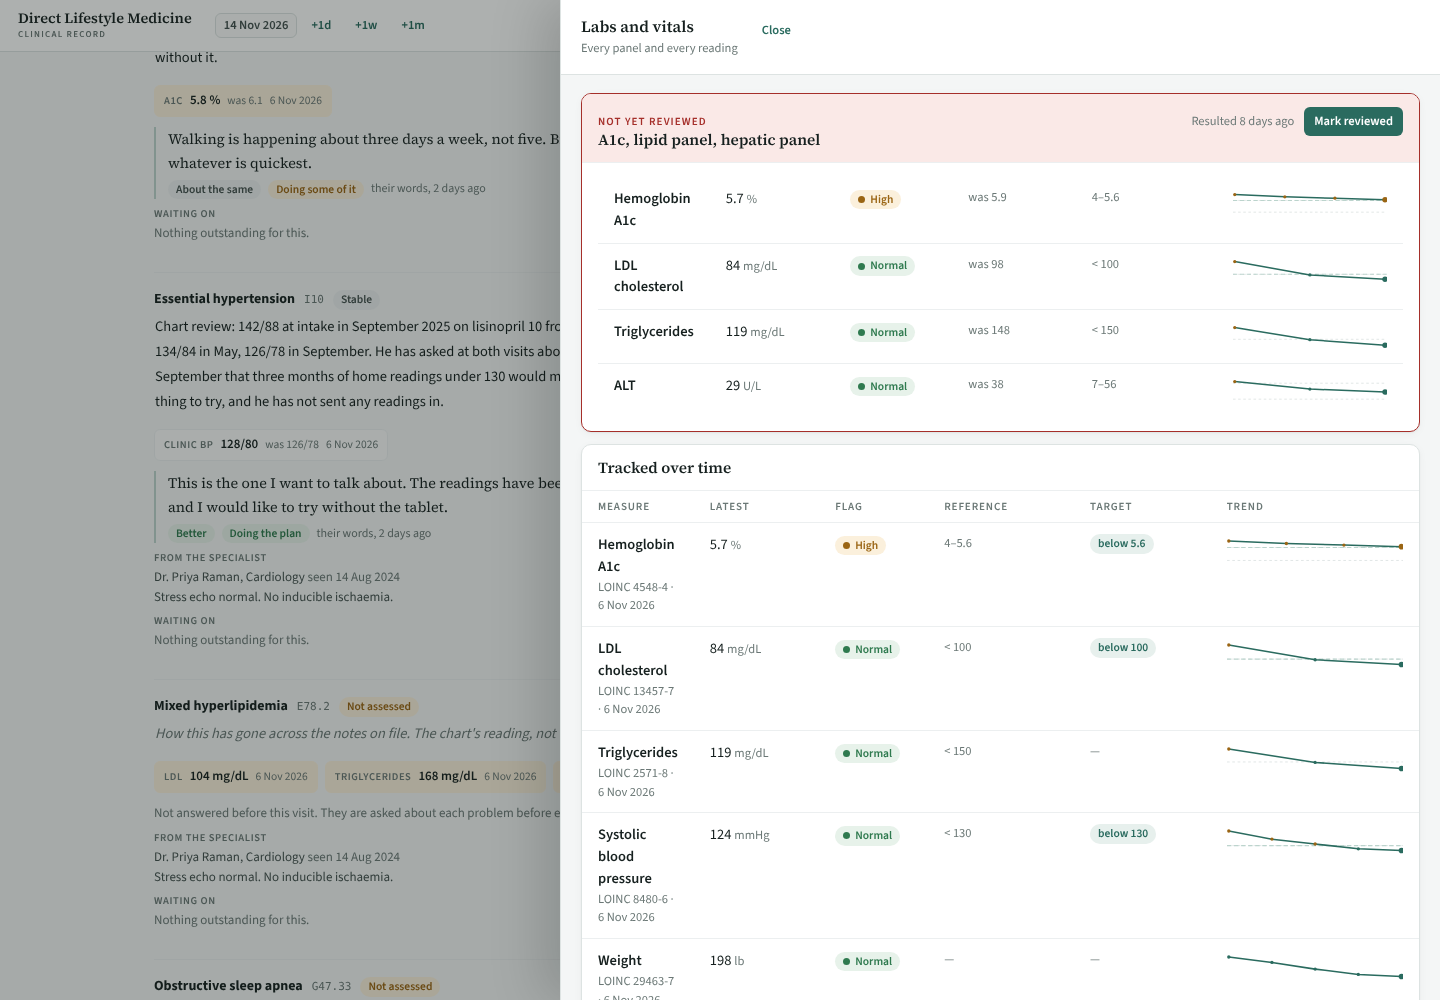 Direct Lifestyle Medicine
CLINICAL RECORD
14 Nov 2026
+1d
+1w
+1m
without it.
A1C 5.8 % was 6.1 6 Nov 2026
Walking is happening about three days a week, not five. B
whatever is quickest.
About the same Doing some of it their words, 2 days ago
WAITING ON
Nothing outstanding for this.
Essential hypertension I10 Stable
Chart review: 142/88 at intake in September 2025 on lisinopril 10 fro
134/84 in May, 126/78 in September. He has asked at both visits abo
September that three months of home readings under 130 would m
thing to try, and he has not sent any readings in.
CLINIC BP 128/80 was 126/78 6 Nov 2026
This is the one I want to talk about. The readings have bee
and I would like to try without the tablet.
Better Doing the plan their words, 2 days ago
FROM THE SPECIALIST
Dr. Priya Raman, Cardiology seen 14 Aug 2024
Stress echo normal. No inducible ischaemia.
WAITING ON
Nothing outstanding for this.
Mixed hyperlipidemia E78.2 Not assessed
How this has gone across the notes on file. The chart's reading, not
LDL 104 mg/dL 6 Nov 2026 TRIGLYCERIDES 168 mg/dL 6 Nov 2026
Not answered before this visit. They are asked about each problem before e
FROM THE SPECIALIST
Dr. Priya Raman, Cardiology seen 14 Aug 2024
Stress echo normal. No inducible ischaemia.
WAITING ON
Nothing outstanding for this.
Obstructive sleep apnea G47.33 Not assessed
Labs and vitals
Every panel and every reading
Close
NOT YET REVIEWED
A1c, lipid panel, hepatic panel
Resulted 8 days ago
Mark reviewed
Hemoglobin A1c 5.7 % High was 5.9 4–5.6
LDL cholesterol 84 mg/dL Normal was 98 < 100
Triglycerides 119 mg/dL Normal was 148 < 150
ALT 29 U/L Normal was 38 7–56
Tracked over time
MEASURE LATEST FLAG REFERENCE TARGET TREND
Hemoglobin A1c 5.7 % High 4–5.6 below 5.6
LOINC 4548-4 ·
6 Nov 2026
LDL cholesterol 84 mg/dL Normal < 100 below 100
LOINC 13457-7
· 6 Nov 2026
Triglycerides 119 mg/dL Normal < 150 —
LOINC 2571-8 ·
6 Nov 2026
Systolic blood pressure 124 mmHg Normal < 130 below 130
LOINC 8480-6 ·
6 Nov 2026
Weight 198 lb Normal — —
LOINC 29463-7
· 6 Nov 2026